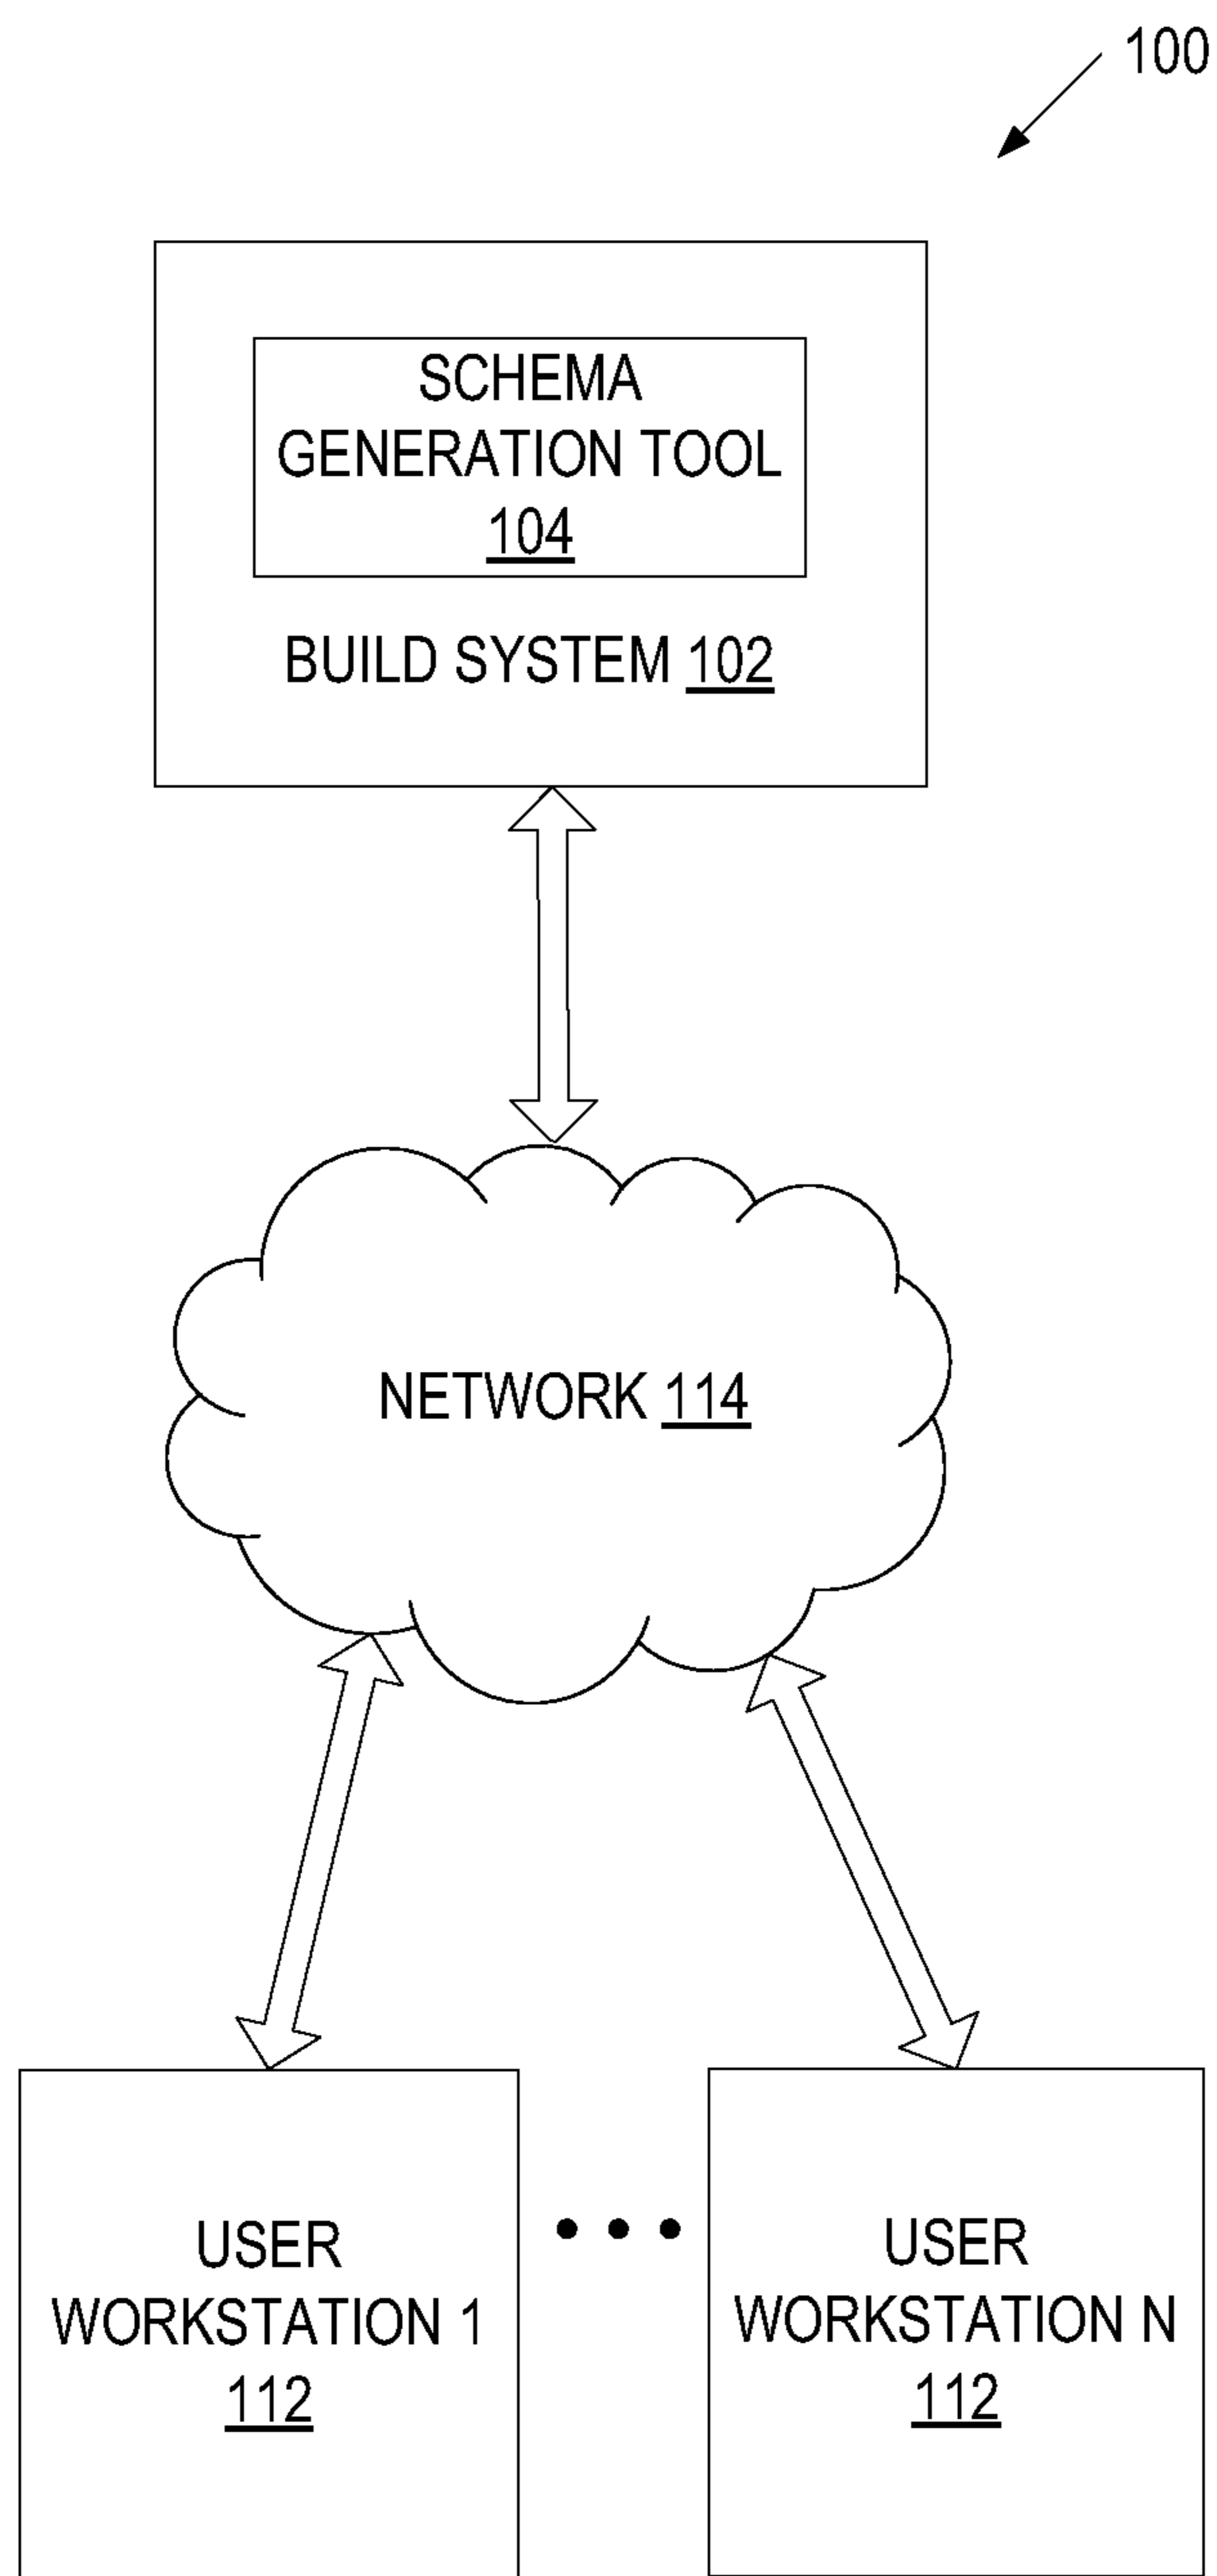 100
SCHEMA
GENERATION TOOL
104
BUILD SYSTEM 102
NETWORK 114
USER
WORKSTATION 1
112
USER
WORKSTATION N
112